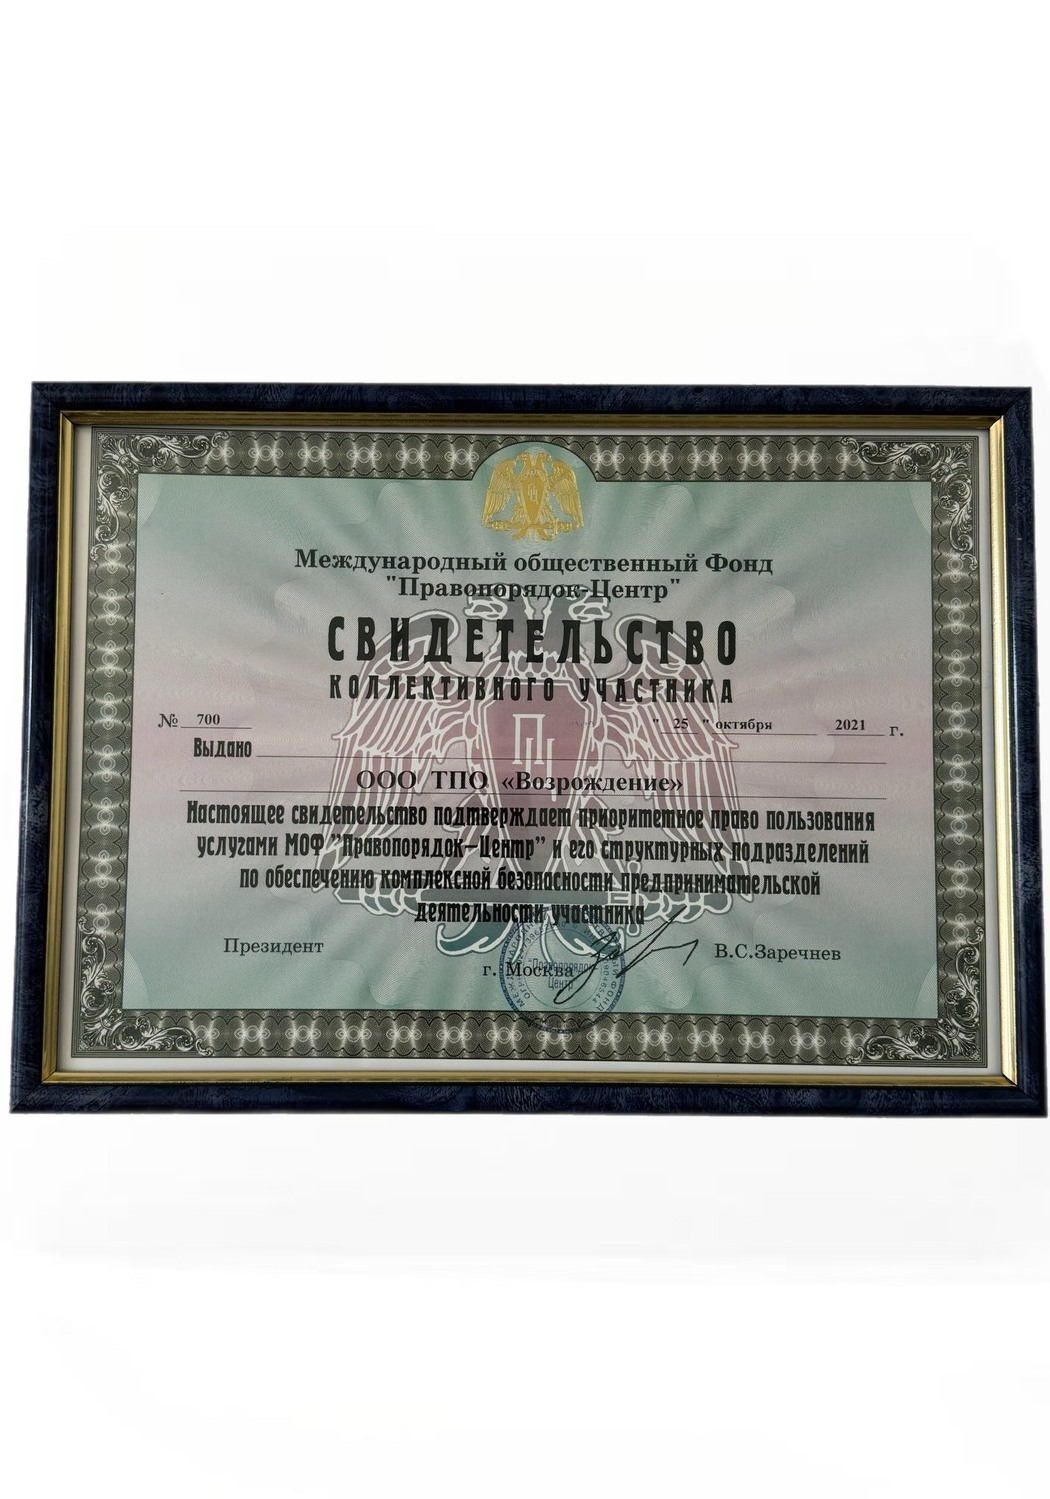 Международный общественный Фонд
"Правопорядок-Центр"
СВИДЕТЕЛЬСТВО
КОЛЛЕКТИВНОГО УЧАСТНИКА
№ 700 " 25 " октября 2021 г.
Выдано
ООО ТПО «Возрождение»
Настоящее свидетельство подтверждает приоритетное право пользования
услугами МОФ "Правопорядок-Центр" и его структурных подразделений
по обеспечению комплексной безопасности предпринимательской
деятельности участника
Президент В.С.Заречнев
г. Москва
"Правопорядок-
Центр"